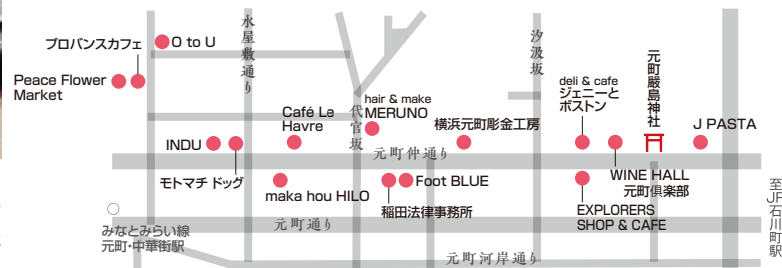 プロバンスカフェ
O to U
水屋敷通り
Peace Flower
Market
INDU
モトマチ ドッグ
Café Le
Havre
代官坂
hair & make
MERUNO
横浜元町彫金工房
汐汲坂
deli & cafe
ジェニーと
ボストン
元町厳島神社
J PASTA
元町仲通り
WINE HALL
元町倶楽部
maka hou HILO
Foot BLUE
稲田法律事務所
EXPLORERS
SHOP & CAFE
元町通り
みなとみらい線
元町・中華街駅
元町河岸通り
至JR石川町駅